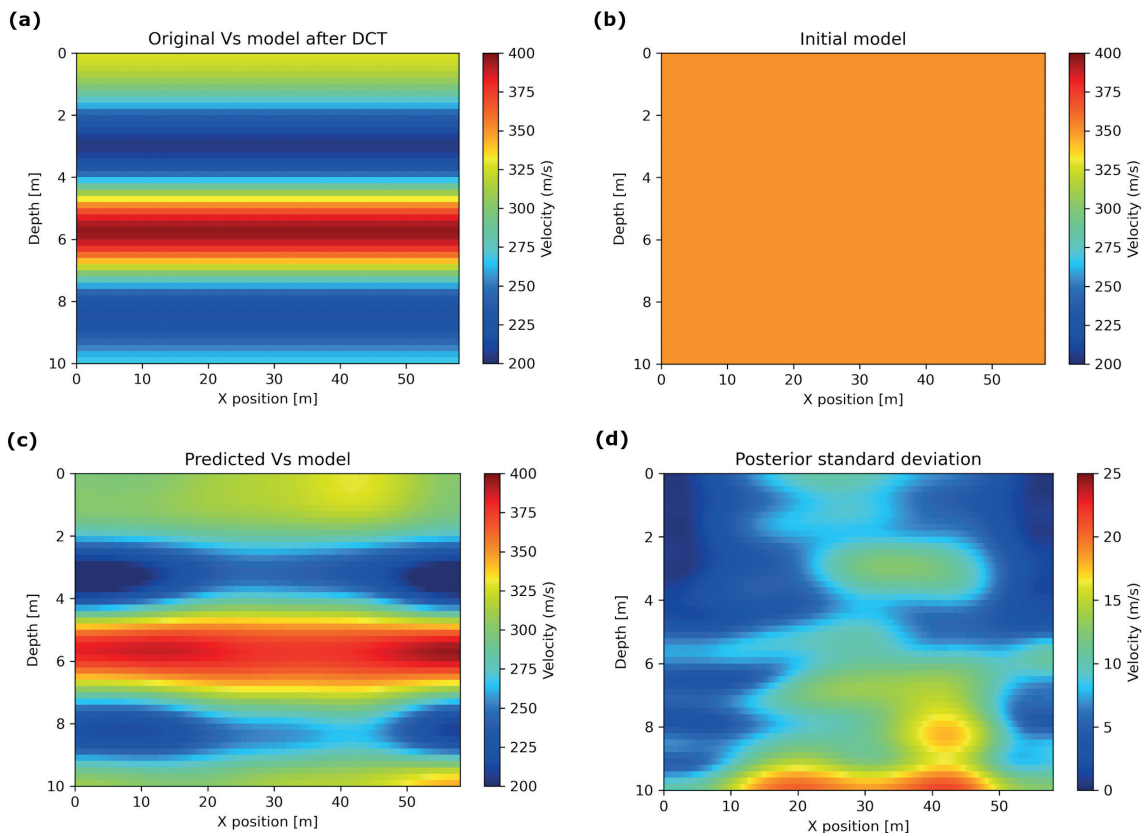 (a)
Original Vs model after DCT
0
2
4
6
8
10
Depth [m]
0 10 20 30 40 50
X position [m]
400
375
350
325
300
275
250
225
200
Velocity (m/s)
(b)
Initial model
0
2
4
6
8
10
Depth [m]
0 10 20 30 40 50
X position [m]
400
375
350
325
300
275
250
225
200
Velocity (m/s)
(c)
Predicted Vs model
0
2
4
6
8
10
Depth [m]
0 10 20 30 40 50
X position [m]
400
375
350
325
300
275
250
225
200
Velocity (m/s)
(d)
Posterior standard deviation
0
2
4
6
8
10
Depth [m]
0 10 20 30 40 50
X position [m]
25
20
15
10
5
0
Velocity (m/s)